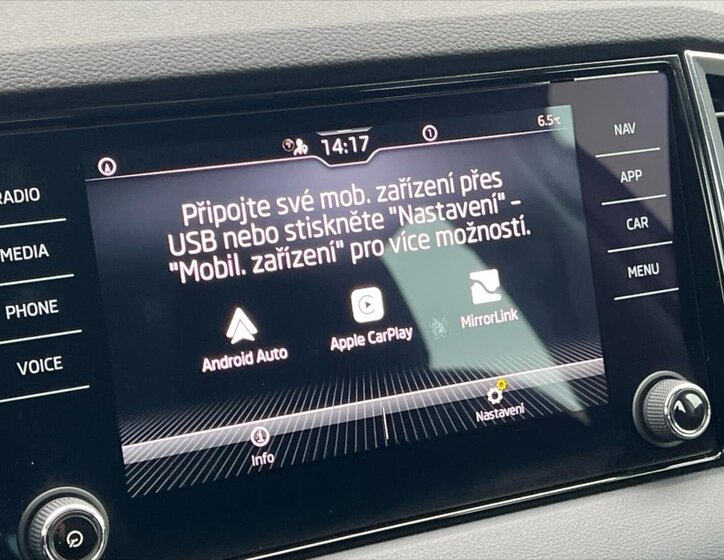 14:17
1
6.5°C
Připojte své mob. zařízení přes
USB nebo stiskněte "Nastavení" –
"Mobil. zařízení" pro více možností.
Android Auto
Apple CarPlay
MirrorLink
Info
Nastavení
RADIO
MEDIA
PHONE
VOICE
NAV
APP
CAR
MENU